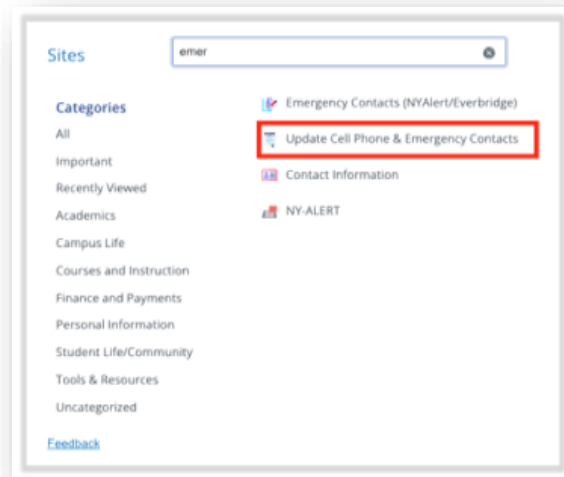 Sites
emer
Categories
All
Important
Recently Viewed
Academics
Campus Life
Courses and Instruction
Finance and Payments
Personal Information
Student Life/Community
Tools & Resources
Uncategorized
Feedback
Emergency Contacts (NYAlert/Everbridge)
Update Cell Phone & Emergency Contacts
Contact Information
NY-ALERT